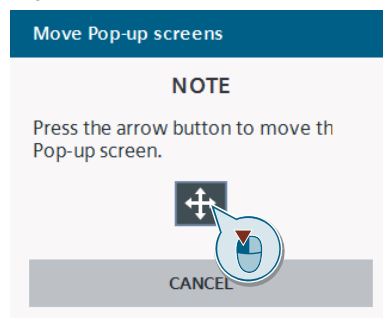 Move Pop-up screens
NOTE
Press the arrow button to move th
Pop-up screen.
CANCEL